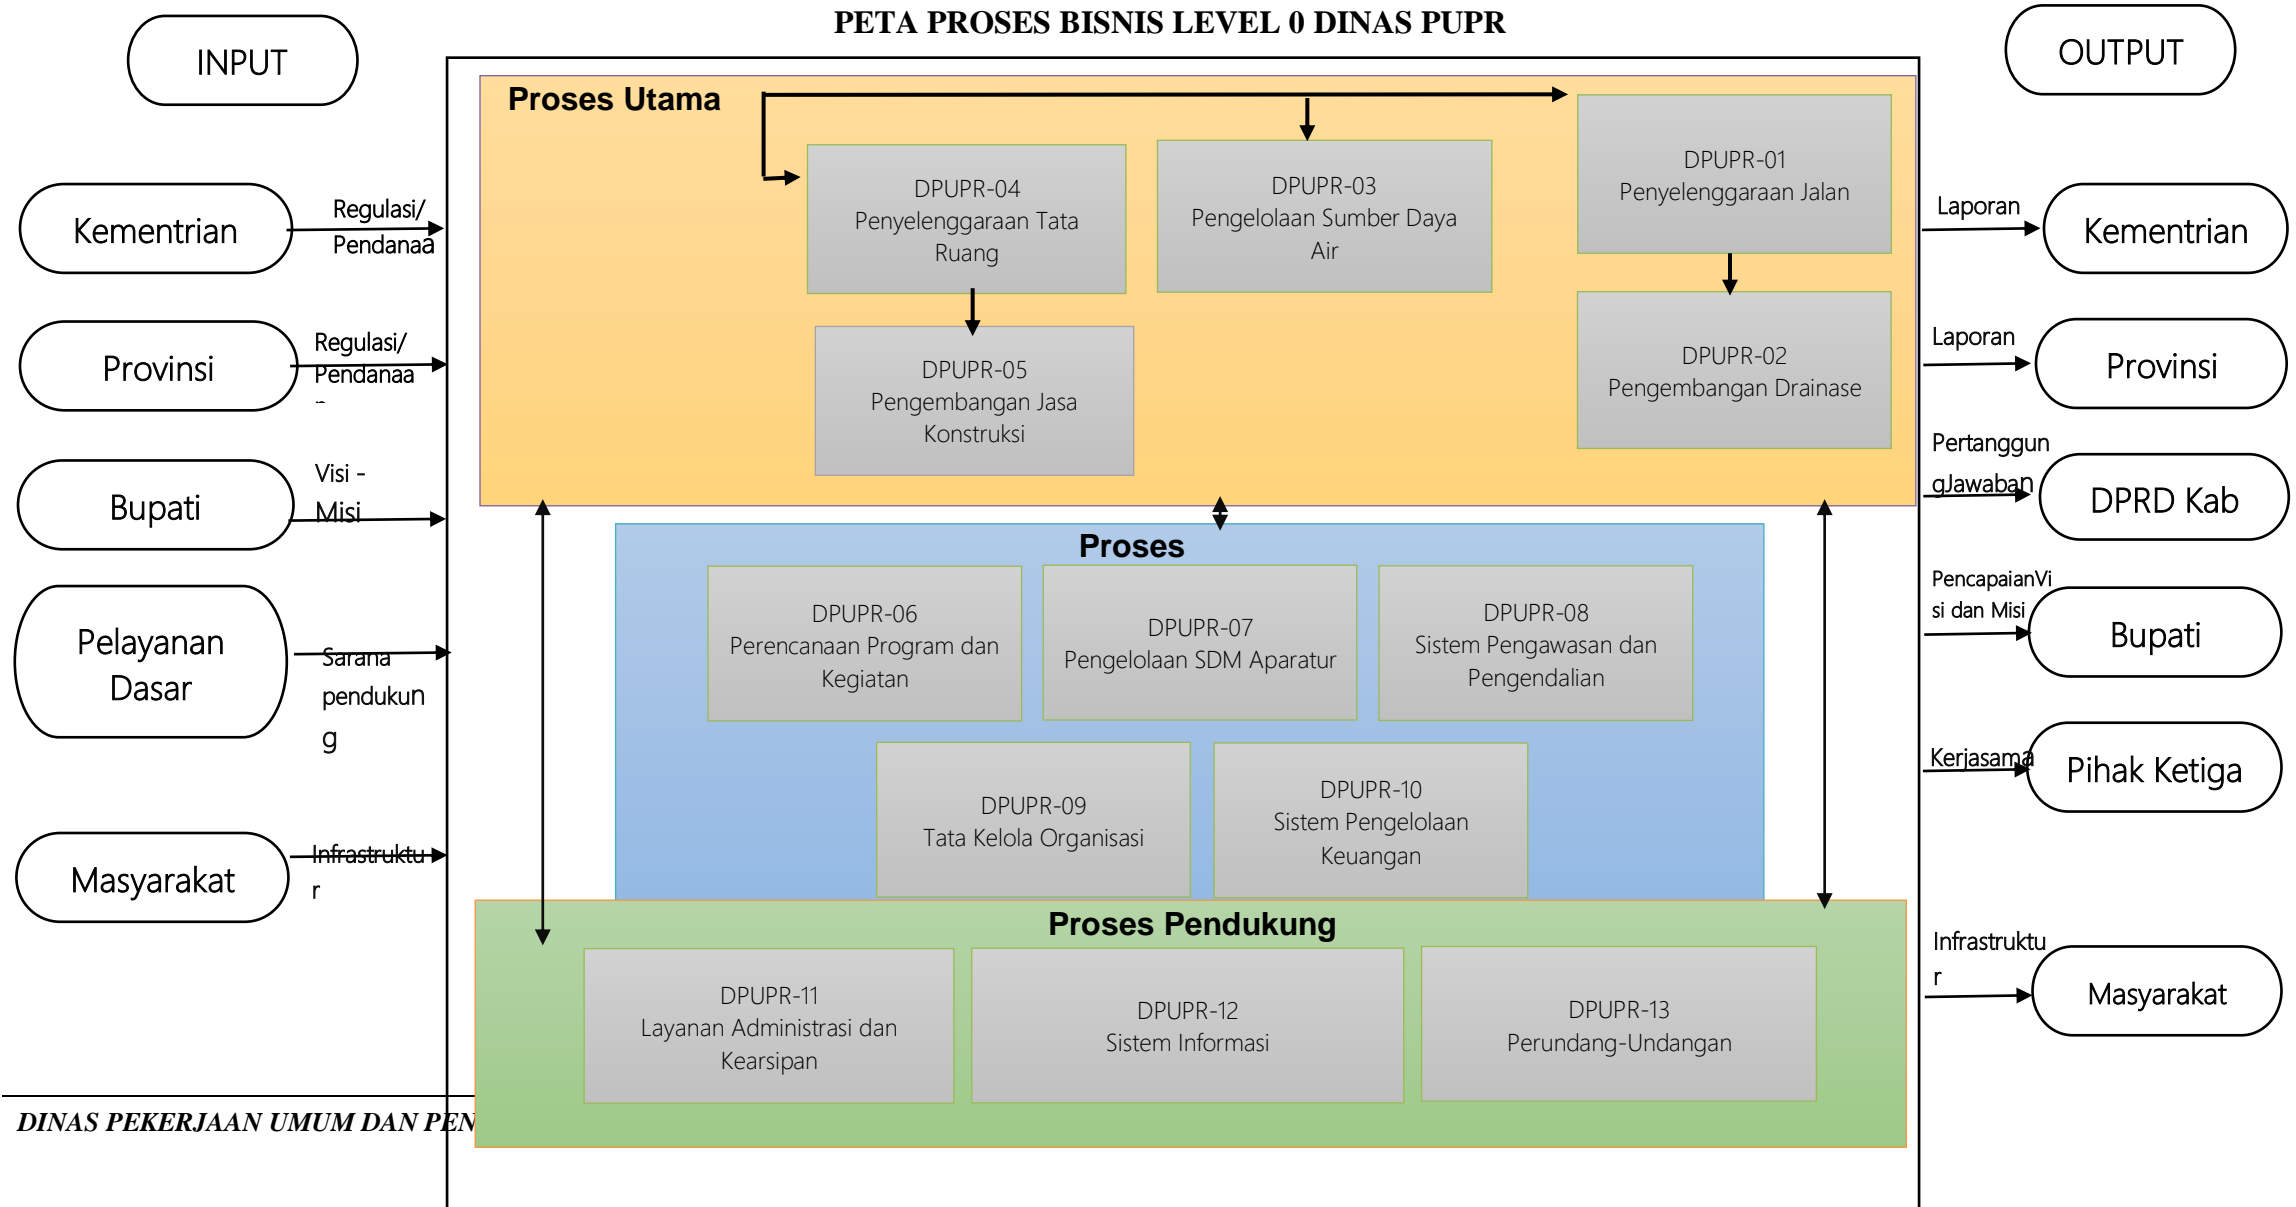 PETA PROSES BISNIS LEVEL 0 DINAS PUPR
INPUT
OUTPUT
Proses Utama
DPUPR-04
Penyelenggaraan Tata
Ruang
DPUPR-03
Pengelolaan Sumber Daya
Air
DPUPR-01
Penyelenggaraan Jalan
DPUPR-05
Pengembangan Jasa
Konstruksi
DPUPR-02
Pengembangan Drainase
Kementrian
Regulasi/
Pendanaa
Provinsi
Regulasi/
Pendanaa
Bupati
Visi -
Misi
Pelayanan
Dasar
Sarana
pendukun
g
Masyarakat
Infrastruktu
r
Proses
DPUPR-06
Perencanaan Program dan
Kegiatan
DPUPR-07
Pengelolaan SDM Aparatur
DPUPR-08
Sistem Pengawasan dan
Pengendalian
DPUPR-09
Tata Kelola Organisasi
DPUPR-10
Sistem Pengelolaan
Keuangan
Proses Pendukung
DPUPR-11
Layanan Administrasi dan
Kearsipan
DPUPR-12
Sistem Informasi
DPUPR-13
Perundang-Undangan
Laporan
Kementrian
Laporan
Provinsi
Pertanggun
gJawaban
DPRD Kab
PencapaianVi
si dan Misi
Bupati
Kerjasama
Pihak Ketiga
Infrastruktu
r
Masyarakat
DINAS PEKERJAAN UMUM DAN PEN